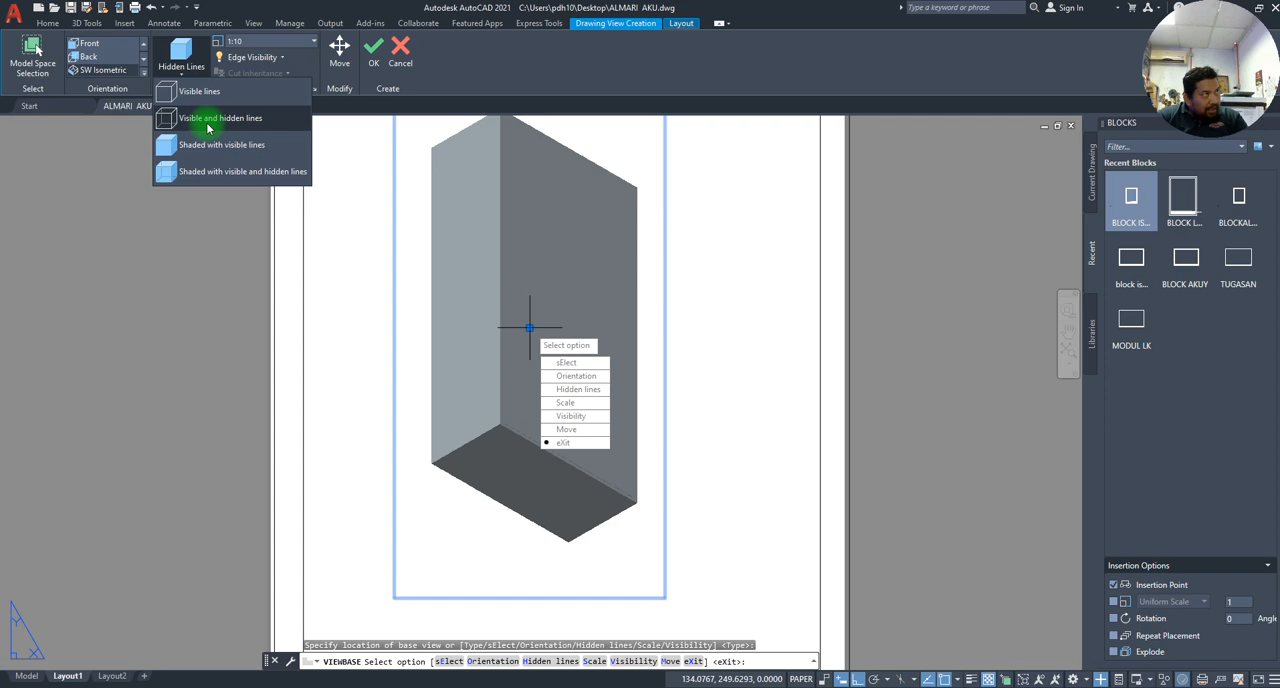 Autodesk AutoCAD 2021 C:\Users\pdh10\Desktop\ALMARI AKU.dwg
Type a keyword or phrase
Sign In
Home 3D Tools Insert Annotate Parametric View Manage Output Add-ins Collaborate Featured Apps Express Tools Drawing View Creation Layout
Model Space Selection
Select
Front
Back
SW Isometric
Orientation
Hidden Lines
1:10
Edge Visibility
Cut Inheritance
Move
Modify
OK
Cancel
Create
Visible lines
Visible and hidden lines
Shaded with visible lines
Shaded with visible and hidden lines
Start
ALMARI AKU
Select option
sElect
Orientation
Hidden lines
Scale
Visibility
Move
eXit
BLOCKS
Filter...
Recent Blocks
Current Drawing
Recent
Libraries
BLOCK IS... BLOCK L... BLOCKAL...
block is... BLOCK AKUY TUGASAN
MODUL LK
Insertion Options
Insertion Point
Uniform Scale 1
Rotation 0 Angle
Repeat Placement
Explode
Specify location of base view or [Type/sElect/Orientation/Hidden lines/Scale/Visibility] <Type>:
VIEWBASE Select option [sElect Orientation Hidden lines Scale Visibility Move eXit] <eXit>:
Y
X
Model Layout1 Layout2 +
134.0767, 249.6293, 0.0000 PAPER